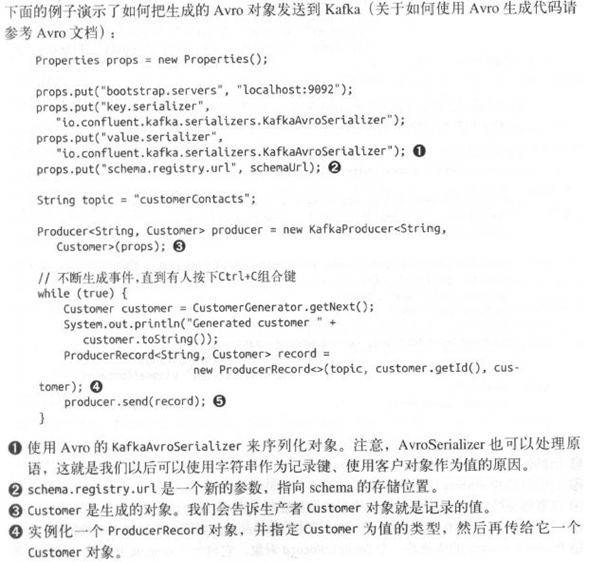 下面的例子演示了如何把生成的 Avro 对象发送到 Kafka（关于如何使用 Avro 生成代码请
参考 Avro 文档）：
Properties props = new Properties();
props.put("bootstrap.servers", "localhost:9092");
props.put("key.serializer",
"io.confluent.kafka.serializers.KafkaAvroSerializer");
props.put("value.serializer",
"io.confluent.kafka.serializers.KafkaAvroSerializer"); ❶
props.put("schema.registry.url", schemaUrl); ❷
String topic = "customerContacts";
Producer<String, Customer> producer = new KafkaProducer<String,
Customer>(props); ❸
// 不断生成事件,直到有人按下Ctrl+C组合键
while (true) {
Customer customer = CustomerGenerator.getNext();
System.out.println("Generated customer " +
customer.toString());
ProducerRecord<String, Customer> record =
new ProducerRecord<>(topic, customer.getId(), cus-
tomer); ❹
producer.send(record); ❺
}
❶ 使用 Avro 的 KafkaAvroSerializer 来序列化对象。注意，AvroSerializer 也可以处理原
语，这就是我们以后可以使用字符串作为记录键、使用客户对象作为值的原因。
❷ schema.registry.url 是一个新的参数，指向 schema 的存储位置。
❸ Customer 是生成的对象。我们会告诉生产者 Customer 对象就是记录的值。
❹ 实例化一个 ProducerRecord 对象，并指定 Customer 为值的类型，然后再传给它一个
Customer 对象。